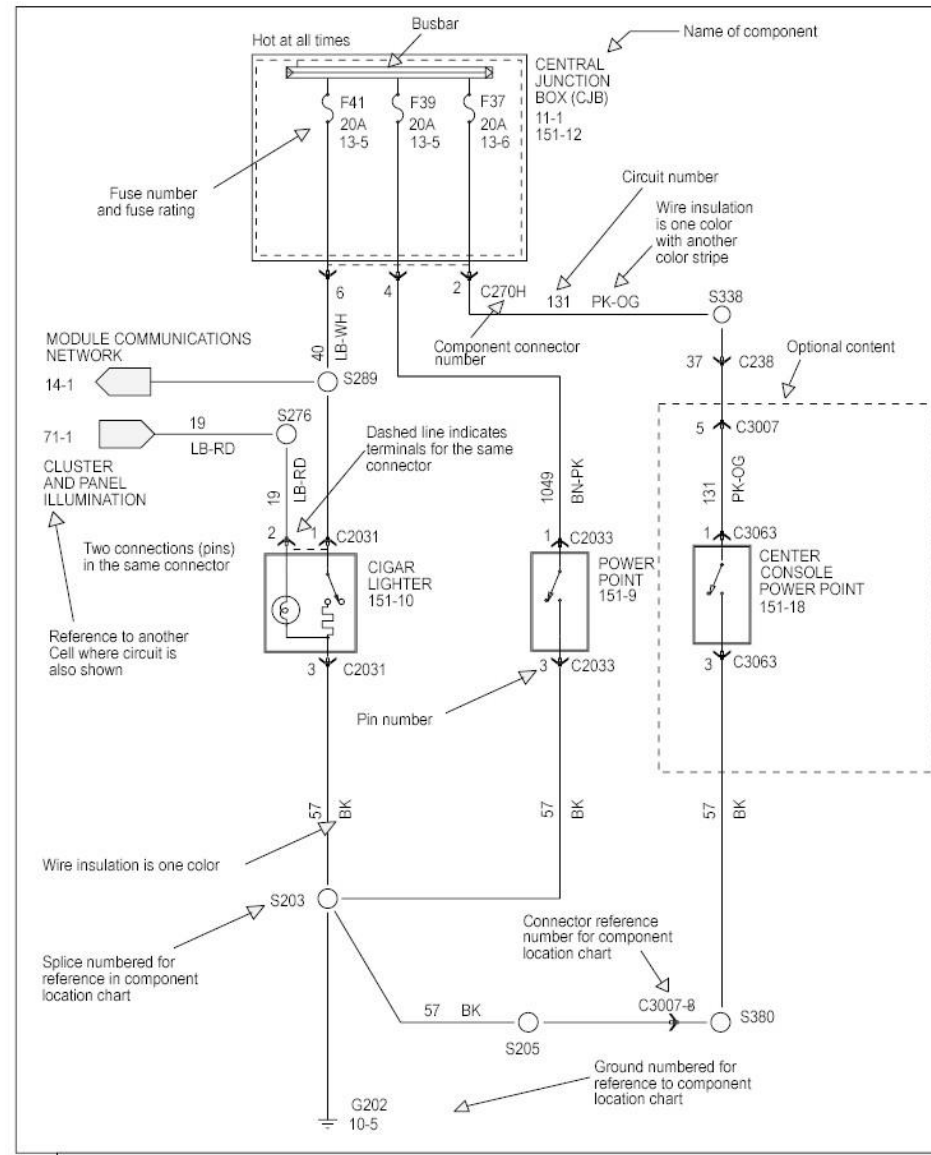 Busbar
Name of component
Hot at all times
CENTRAL
JUNCTION
BOX (CJB)
11-1
151-12
F41
20A
13-5
F39
20A
13-5
F37
20A
13-6
Fuse number
and fuse rating
Circuit number
Wire insulation
is one color
with another
color stripe
6
4
2
C270H
131
PK-OG
S338
40
LB-WH
Component connector
number
MODULE COMMUNICATIONS
NETWORK
14-1
S289
37
C238
Optional content
S276
71-1
19
LB-RD
CLUSTER
AND PANEL
ILLUMINATION
Dashed line indicates
terminals for the same
connector
5
C3007
19
LB-RD
1049
BN-PK
131
PK-OG
2
1
C2031
1
C2033
1
C3063
Two connections (pins)
in the same connector
CIGAR
LIGHTER
151-10
POWER
POINT
151-9
CENTER
CONSOLE
POWER POINT
151-18
Reference to another
Cell where circuit is
also shown
3
C2031
3
C2033
3
C3063
Pin number
57
BK
57
BK
57
BK
Wire insulation is one color
S203
Splice numbered for
reference in component
location chart
Connector reference
number for component
location chart
57
BK
S205
C3007-8
S380
Ground numbered for
reference to component
location chart
G202
10-5